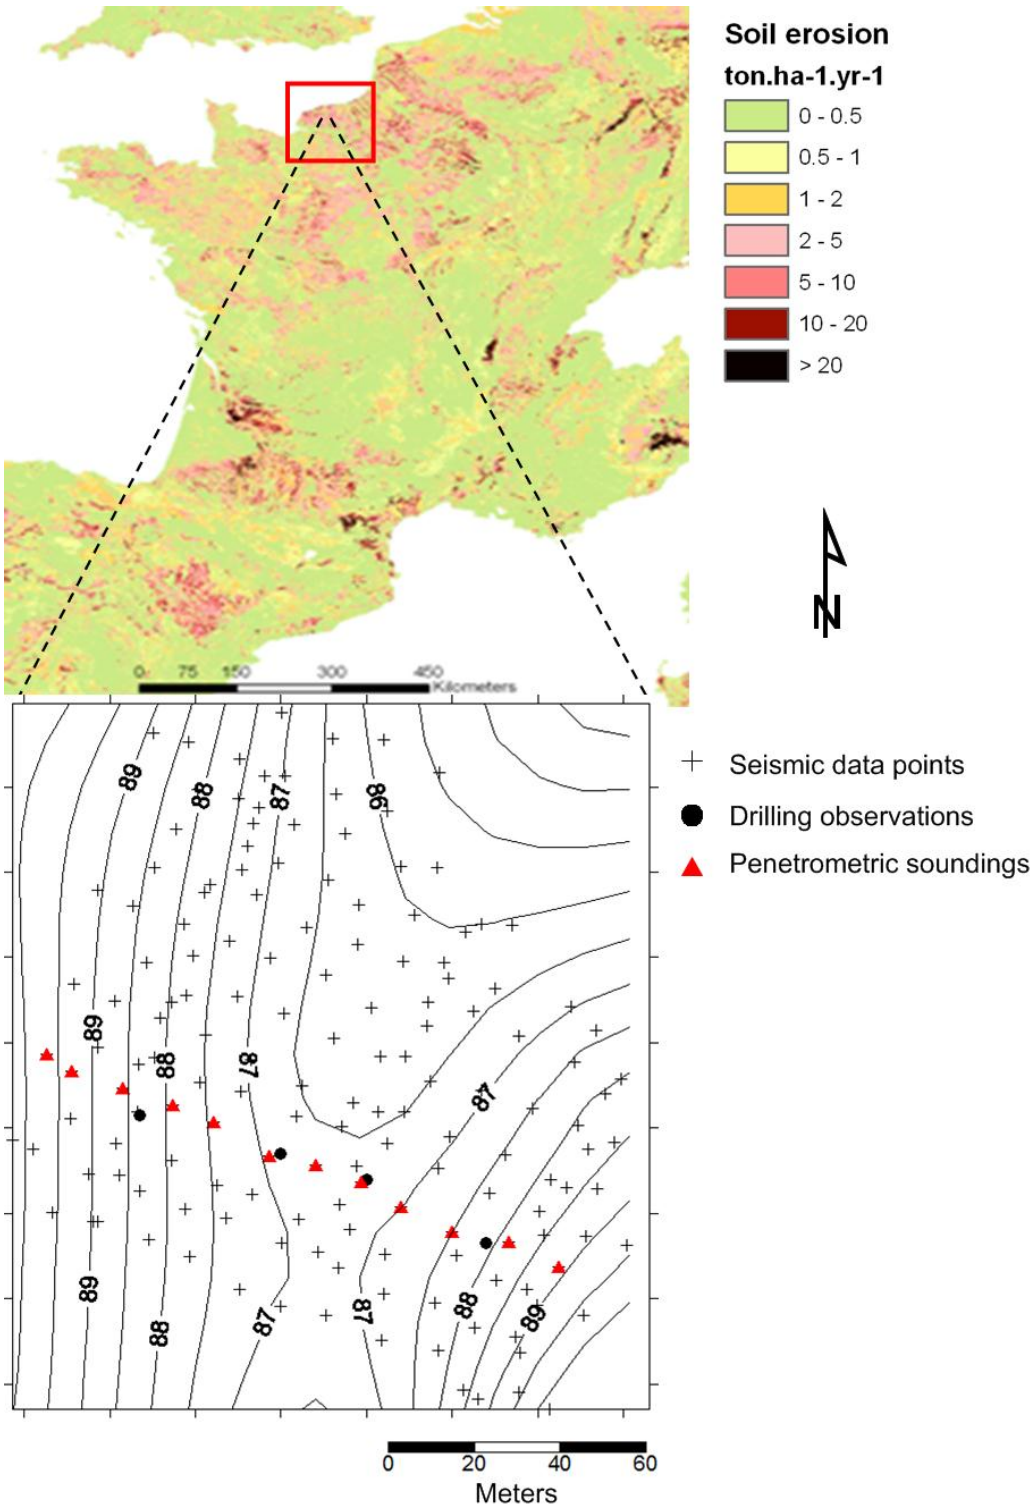 Soil erosion
ton.ha-1.yr-1
0 - 0.5
0.5 - 1
1 - 2
2 - 5
5 - 10
10 - 20
> 20
N
0 75 150 300 450
Kilometers
Seismic data points
Drilling observations
Penetrometric soundings
89
88
87
86
89
88
87
87
89
88
87
87
88
89
0 20 40 60
Meters